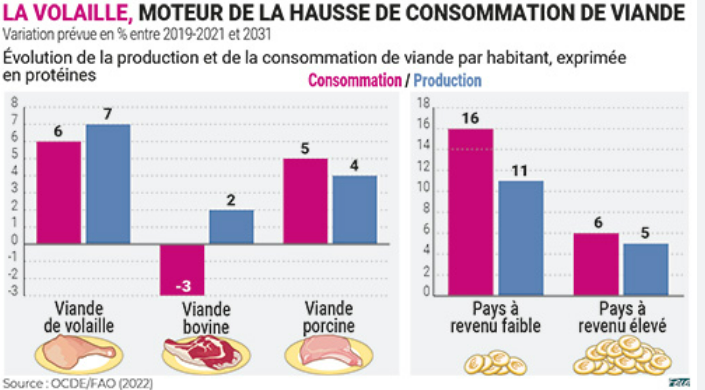 LA VOLAILLE, MOTEUR DE LA HAUSSE DE CONSOMMATION DE VIANDE
Variation prévue en % entre 2019-2021 et 2031
Évolution de la production et de la consommation de viande par habitant, exprimée
en protéines
Consommation / Production
8
7
6
5
4
3
2
1
0
-1
-2
-3
6
7
-3
2
5
4
Viande
de volaille
Viande
bovine
Viande
porcine
18
16
14
12
10
8
6
4
2
0
16
11
6
5
Pays à
revenu faible
Pays à
revenu élevé
Source : OCDE/FAO (2022)